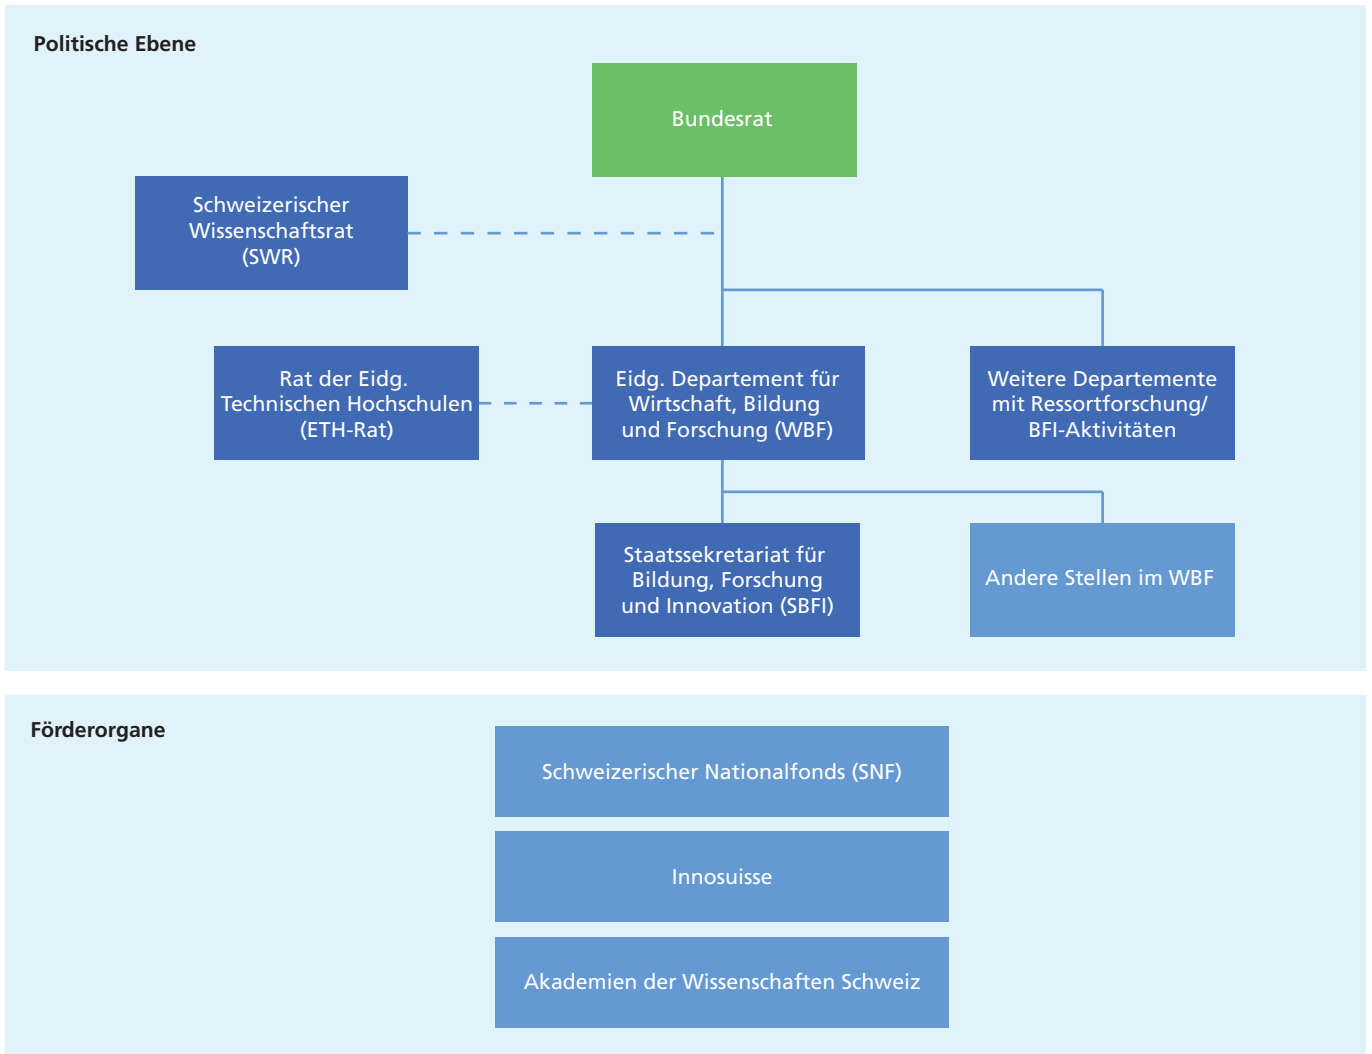 Politische Ebene
Bundesrat
Schweizerischer
Wissenschaftsrat
(SWR)
Rat der Eidg.
Technischen Hochschulen
(ETH-Rat)
Eidg. Departement für
Wirtschaft, Bildung
und Forschung (WBF)
Weitere Departemente
mit Ressortforschung/
BFI-Aktivitäten
Staatssekretariat für
Bildung, Forschung
und Innovation (SBFI)
Andere Stellen im WBF
Förderorgane
Schweizerischer Nationalfonds (SNF)
Innosuisse
Akademien der Wissenschaften Schweiz